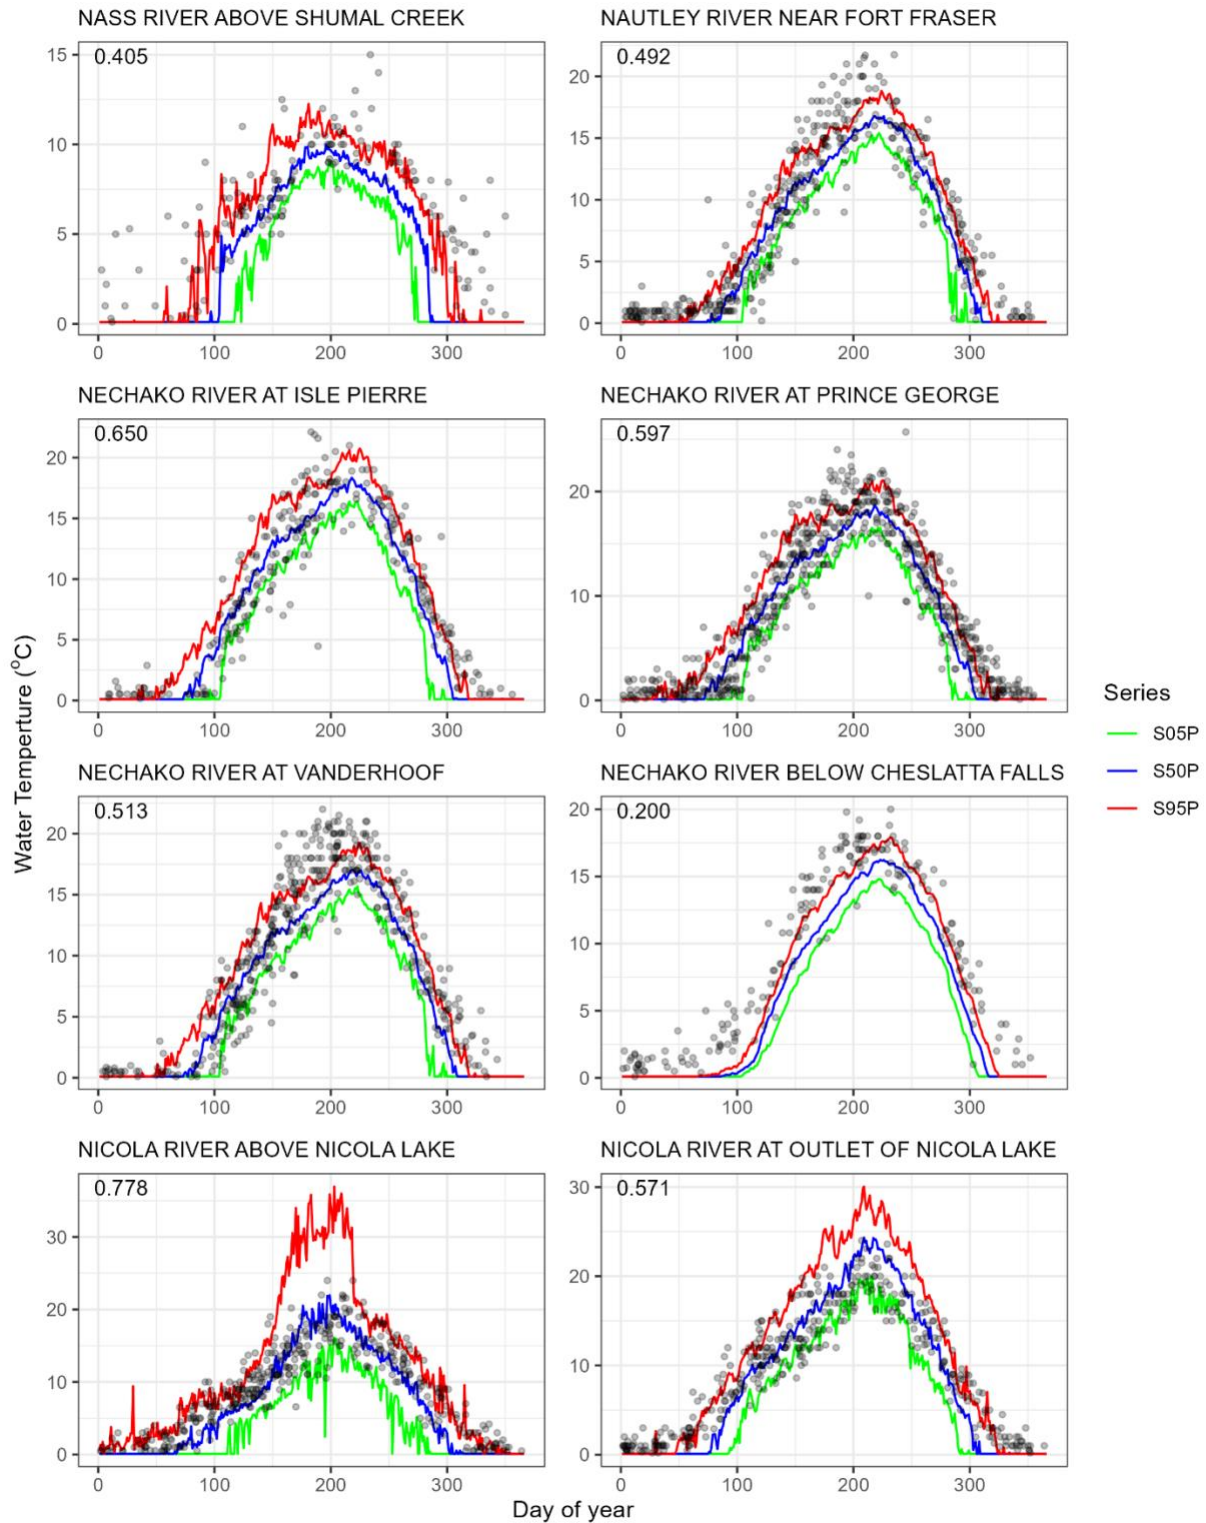 NASS RIVER ABOVE SHUMAL CREEK
0.405
15
10
5
0
0 100 200 300
NAUTLEY RIVER NEAR FORT FRASER
0.492
20
15
10
5
0
0 100 200 300
NECHAKO RIVER AT ISLE PIERRE
0.650
20
15
10
5
0
0 100 200 300
NECHAKO RIVER AT PRINCE GEORGE
0.597
20
10
0
0 100 200 300
NECHAKO RIVER AT VANDERHOOF
0.513
20
15
10
5
0
0 100 200 300
NECHAKO RIVER BELOW CHESLATTA FALLS
0.200
20
15
10
5
0
0 100 200 300
NICOLA RIVER ABOVE NICOLA LAKE
0.778
30
20
10
0
0 100 200 300
NICOLA RIVER AT OUTLET OF NICOLA LAKE
0.571
30
20
10
0
0 100 200 300
Water Temperture (°C)
Day of year
Series
S05P
S50P
S95P